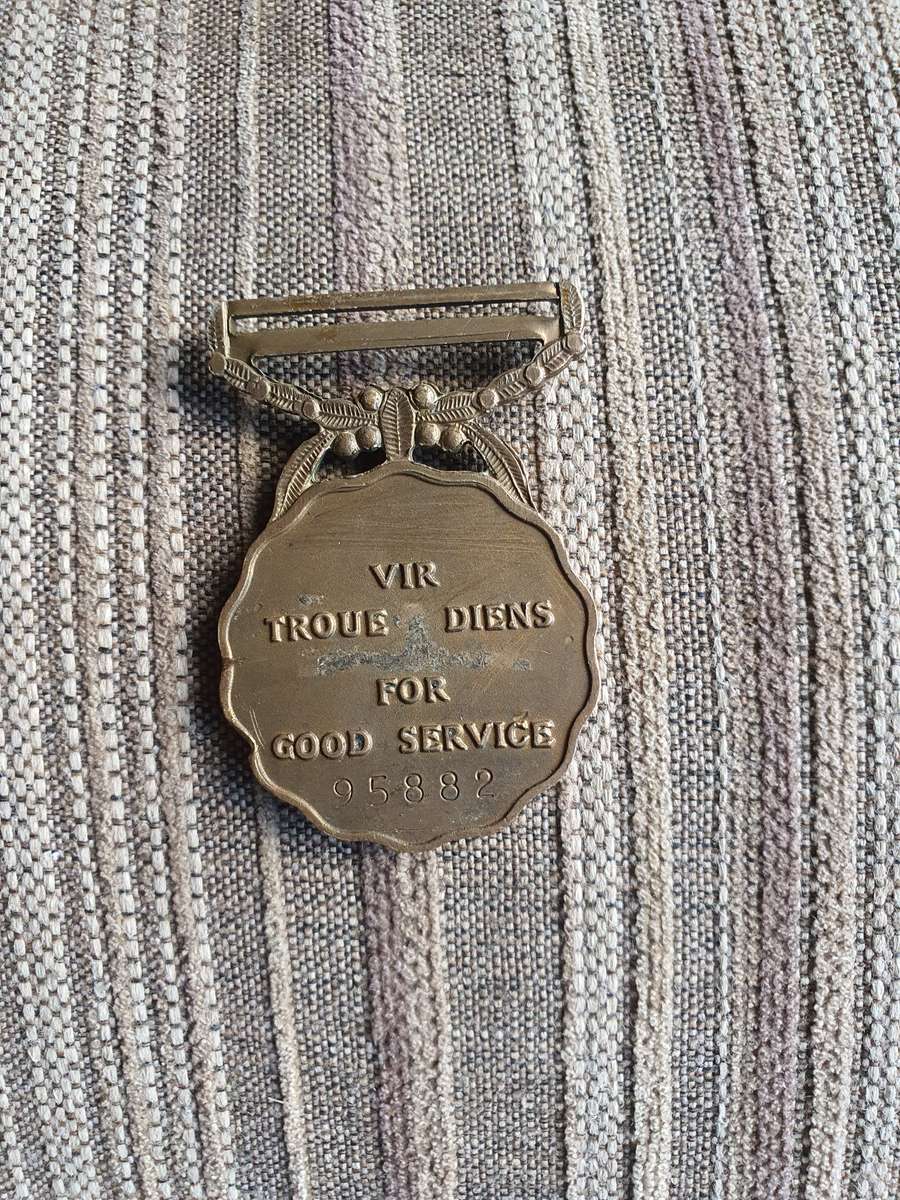 VIR
TROUE DIENS
FOR
GOOD SERVICE
95882